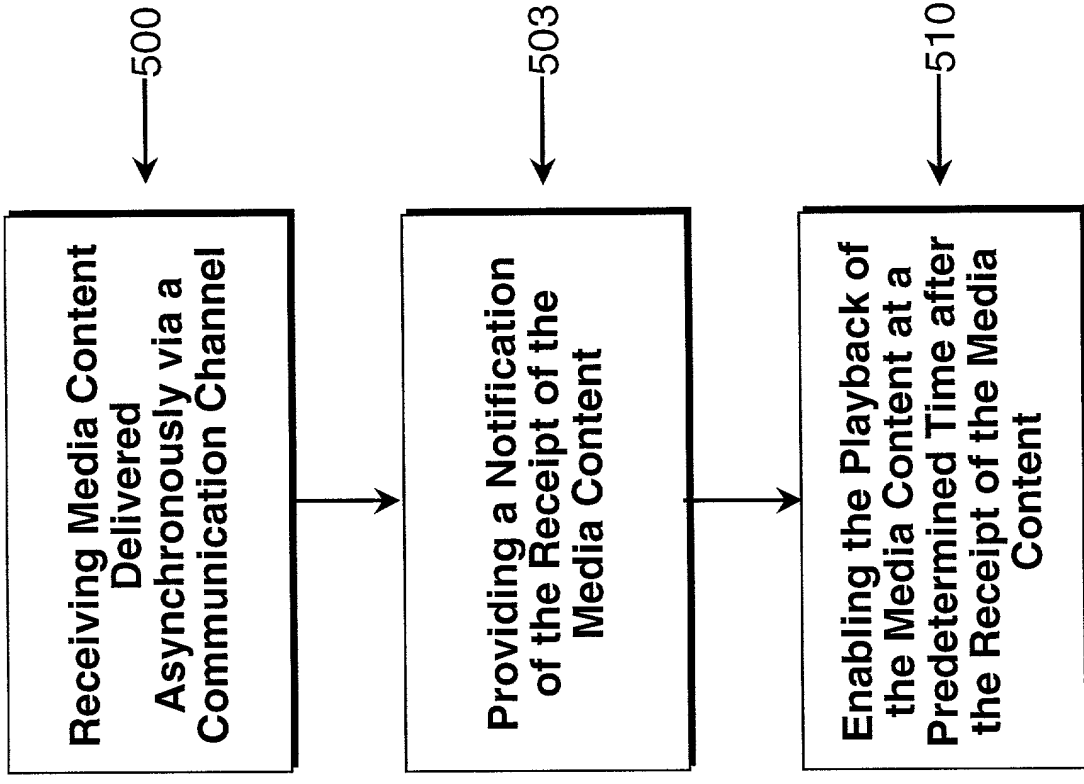 Receiving Media Content
Delivered
Asynchronously via a
Communication Channel
500
Providing a Notification
of the Receipt of the
Media Content
503
Enabling the Playback of
the Media Content at a
Predetermined Time after
the Receipt of the Media
Content
510